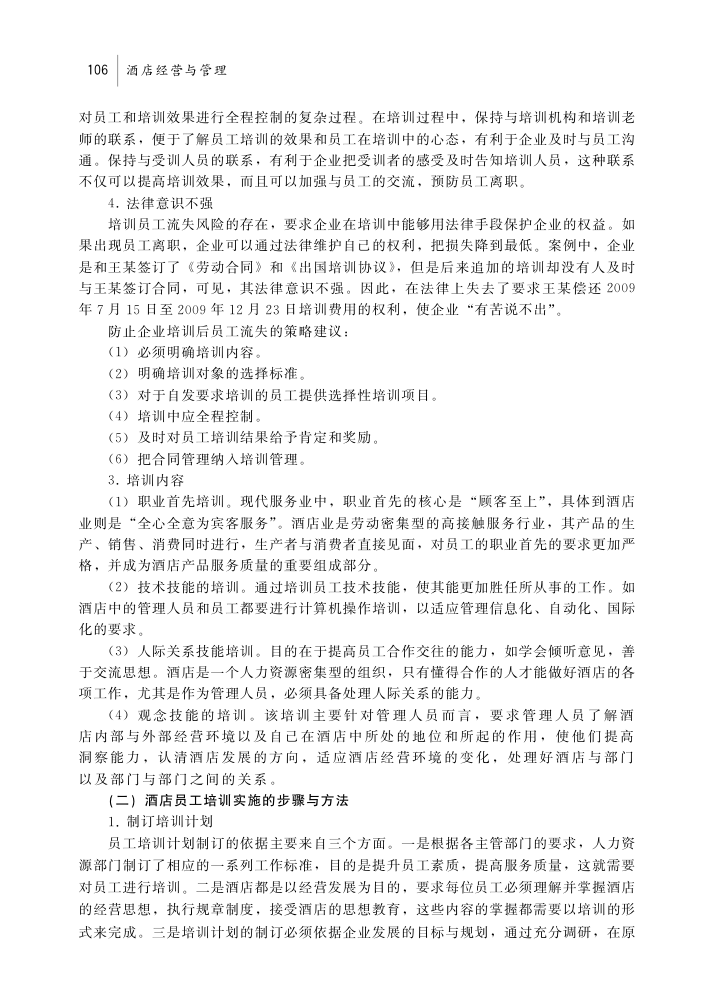 106 酒店经营与管理
对员工和培训效果进行全程控制的复杂过程。在培训过程中，保持与培训机构和培训老
师的联系，便于了解员工培训的效果和员工在培训中的心态，有利于企业及时与员工沟
通。保持与受训人员的联系，有利于企业把受训者的感受及时告知培训人员，这种联系
不仅可以提高培训效果，而且可以加强与员工的交流，预防员工离职。
4. 法律意识不强
培训员工流失风险的存在，要求企业在培训中能够用法律手段保护企业的权益。如
果出现员工离职，企业可以通过法律维护自己的权利，把损失降到最低。案例中，企业
是和王某签订了《劳动合同》和《出国培训协议》，但是后来追加的培训却没有人及时
与王某签订合同，可见，其法律意识不强。因此，在法律上失去了要求王某偿还 2009
年 7 月 15 日至 2009 年 12 月 23 日培训费用的权利，使企业“有苦说不出”。
防止企业培训后员工流失的策略建议：
（1）必须明确培训内容。
（2）明确培训对象的选择标准。
（3）对于自发要求培训的员工提供选择性培训项目。
（4）培训中应全程控制。
（5）及时对员工培训结果给予肯定和奖励。
（6）把合同管理纳入培训管理。
3. 培训内容
（1）职业首先培训。现代服务业中，职业首先的核心是“顾客至上”，具体到酒店
业则是“全心全意为宾客服务”。酒店业是劳动密集型的高接触服务行业，其产品的生
产、销售、消费同时进行，生产者与消费者直接见面，对员工的职业首先的要求更加严
格，并成为酒店产品服务质量的重要组成部分。
（2）技术技能的培训。通过培训员工技术技能，使其能更加胜任所从事的工作。如
酒店中的管理人员和员工都要进行计算机操作培训，以适应管理信息化、自动化、国际
化的要求。
（3）人际关系技能培训。目的在于提高员工合作交往的能力，如学会倾听意见，善
于交流思想。酒店是一个人力资源密集型的组织，只有懂得合作的人才能做好酒店的各
项工作，尤其是作为管理人员，必须具备处理人际关系的能力。
（4）观念技能的培训。该培训主要针对管理人员而言，要求管理人员了解酒
店内部与外部经营环境以及自己在酒店中所处的地位和所起的作用，使他们提高
洞察能力，认清酒店发展的方向，适应酒店经营环境的变化，处理好酒店与部门
以及部门与部门之间的关系。
（二）酒店员工培训实施的步骤与方法
1. 制订培训计划
员工培训计划制订的依据主要来自三个方面。一是根据各主管部门的要求，人力资
源部门制订了相应的一系列工作标准，目的是提升员工素质，提高服务质量，这就需要
对员工进行培训。二是酒店都是以经营发展为目的，要求每位员工必须理解并掌握酒店
的经营思想，执行规章制度，接受酒店的思想教育，这些内容的掌握都需要以培训的形
式来完成。三是培训计划的制订必须依据企业发展的目标与规划，通过充分调研，在原